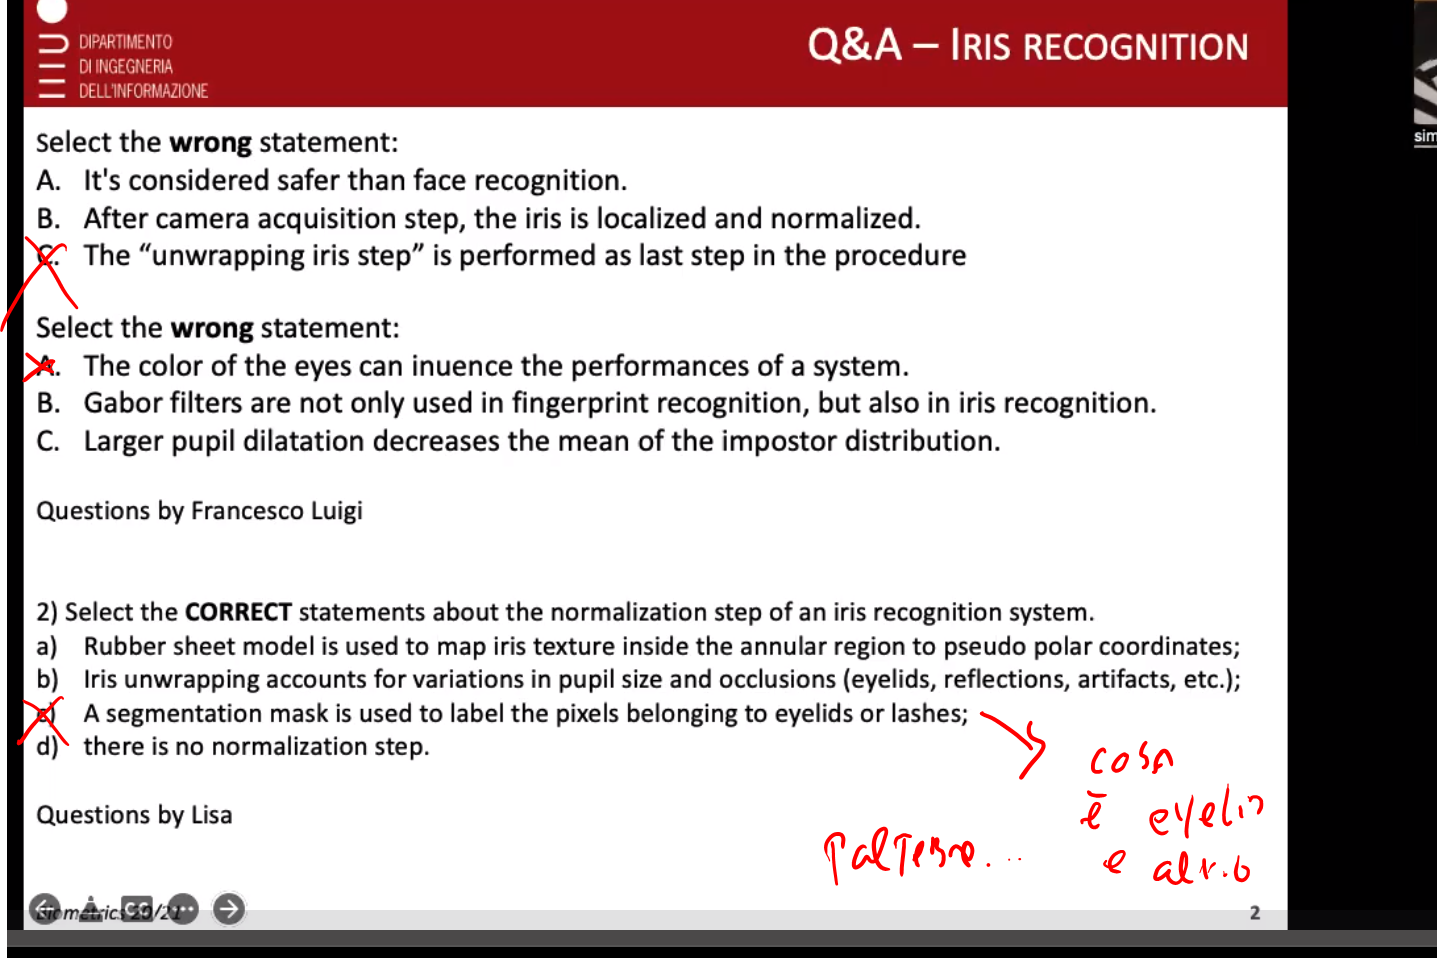 DIPARTIMENTO
DI INGEGNERIA
DELL'INFORMAZIONE
Q&A – IRIS RECOGNITION
sim
Select the wrong statement:
A. It's considered safer than face recognition.
B. After camera acquisition step, the iris is localized and normalized.
C. The “unwrapping iris step” is performed as last step in the procedure
Select the wrong statement:
A. The color of the eyes can inuence the performances of a system.
B. Gabor filters are not only used in fingerprint recognition, but also in iris recognition.
C. Larger pupil dilatation decreases the mean of the impostor distribution.
Questions by Francesco Luigi
2) Select the CORRECT statements about the normalization step of an iris recognition system.
a) Rubber sheet model is used to map iris texture inside the annular region to pseudo polar coordinates;
b) Iris unwrapping accounts for variations in pupil size and occlusions (eyelids, reflections, artifacts, etc.);
c) A segmentation mask is used to label the pixels belonging to eyelids or lashes;
d) there is no normalization step.
cosa
è eyelid
e altro
Questions by Lisa
palpebre...
Biometrics 20/21
2